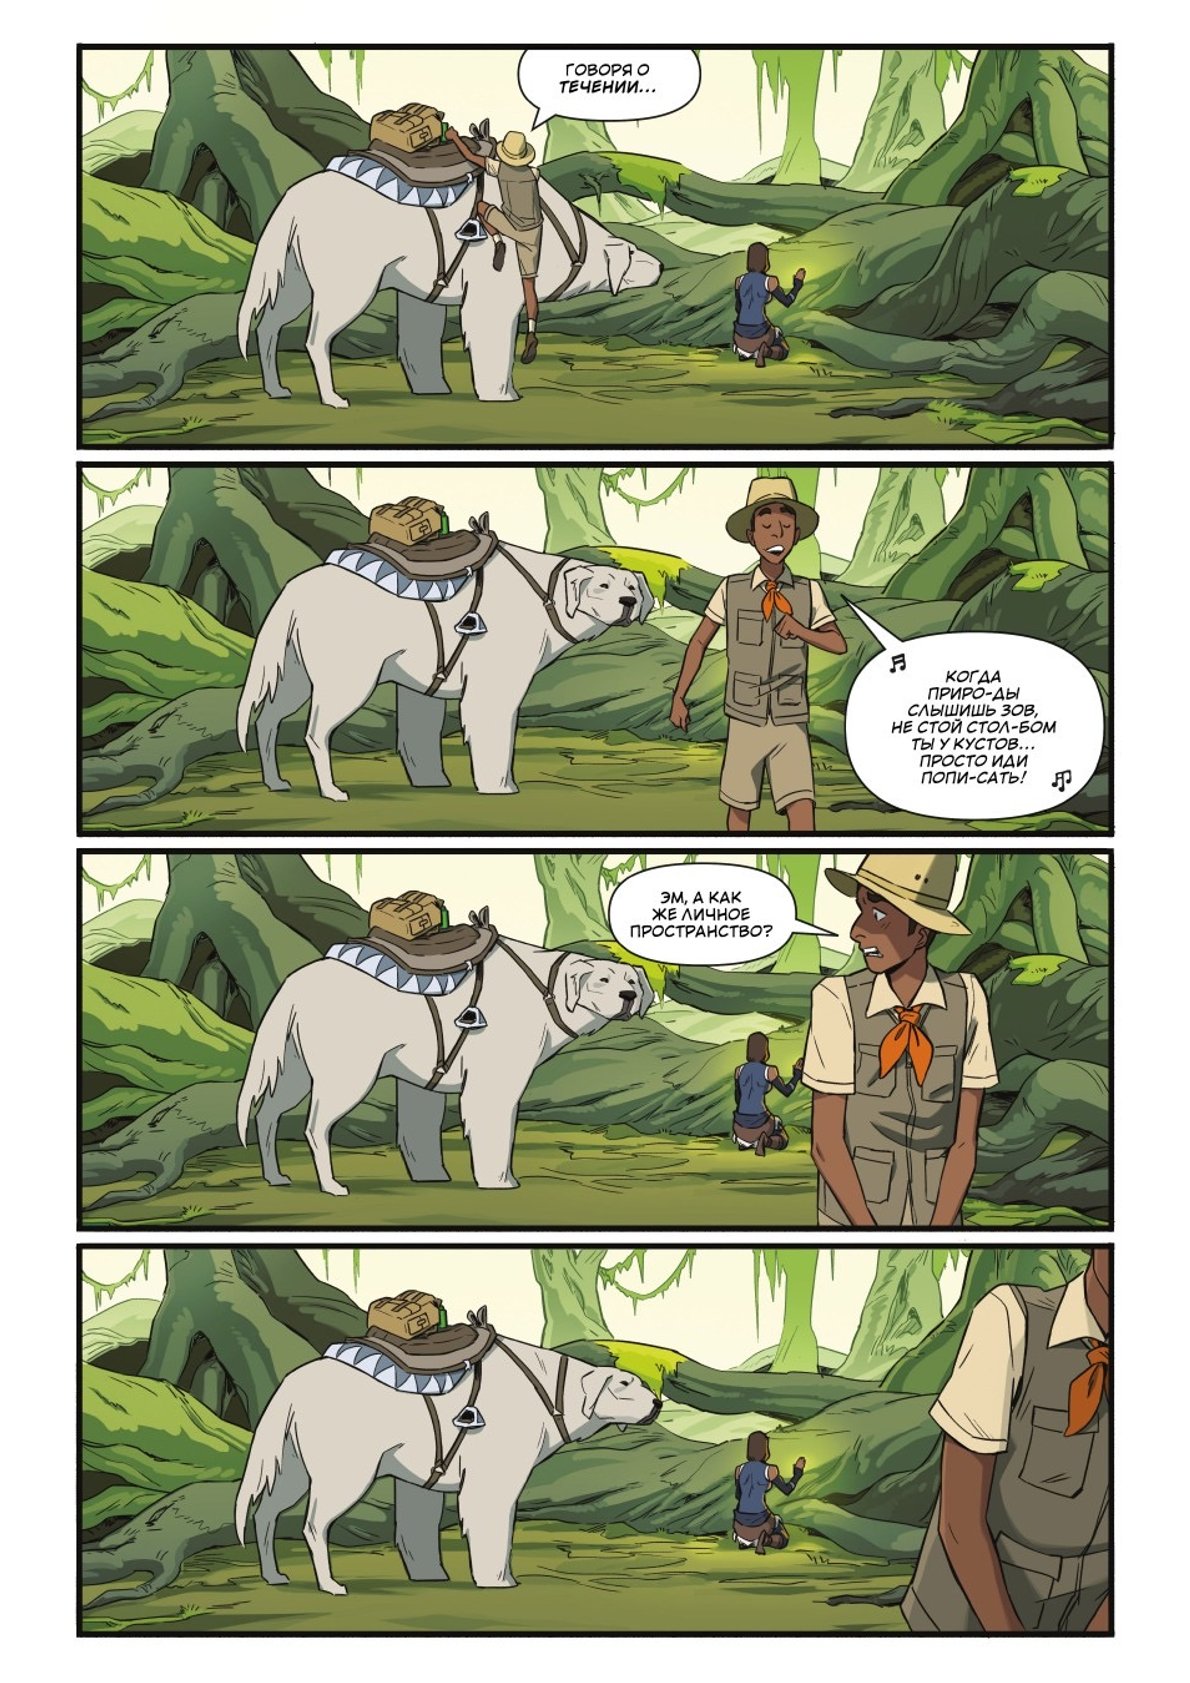 ГОВОРЯ О
ТЕЧЕНИИ...
КОГДА
ПРИРО-ДЫ
СЛЫШИШЬ ЗОВ,
НЕ СТОЙ СТОЛ-БОМ
ТЫ У КУСТОВ...
ПРОСТО ИДИ
ПОПИ-САТЬ!
ЭМ, А КАК
ЖЕ ЛИЧНОЕ
ПРОСТРАНСТВО?